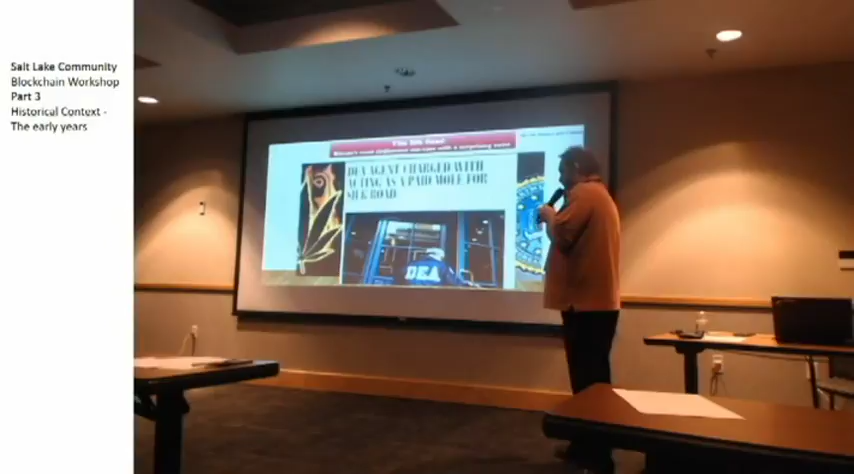 Salt Lake Community
Blockchain Workshop
Part 3
Historical Context -
The early years
The Silk Road
DEA AGENT CHARGED WITH
ACTING AS A PAID MOLE FOR
SILK ROAD
DEA